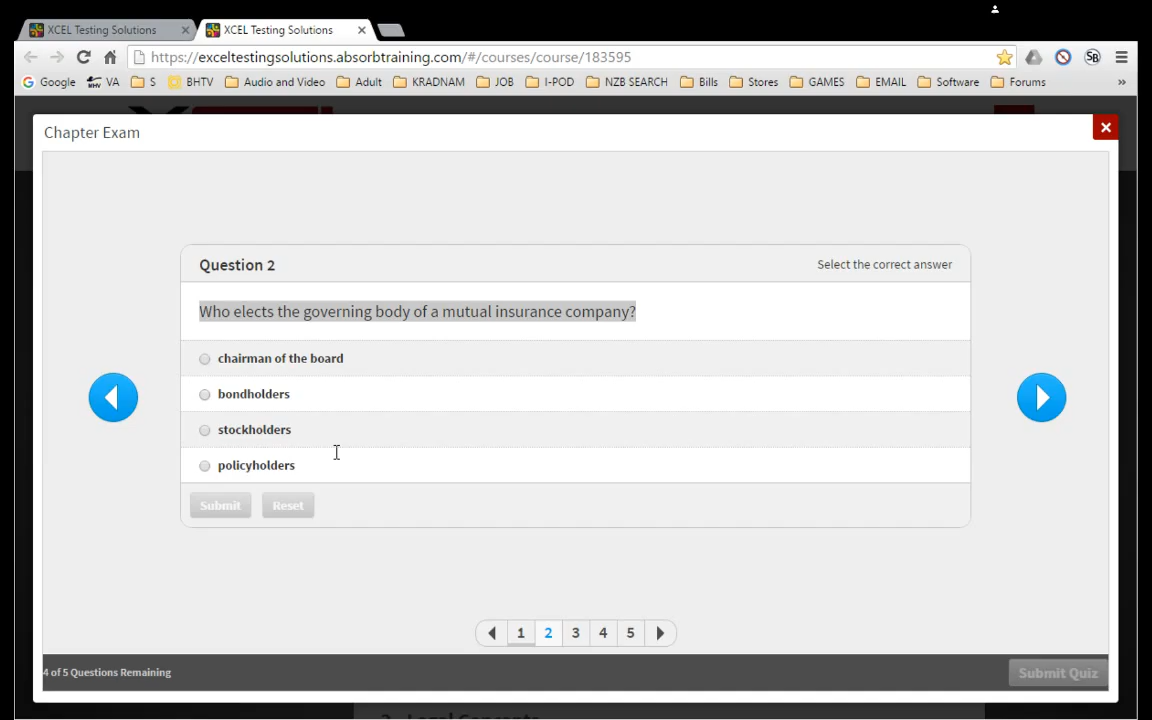 XCEL Testing Solutions
XCEL Testing Solutions
https://exceltestingsolutions.absorbtraining.com/#/courses/course/183595
SB
Google VA S BHTV Audio and Video Adult KRADNAM JOB I-POD NZB SEARCH Bills Stores GAMES EMAIL Software Forums »
Chapter Exam
Question 2
Select the correct answer
Who elects the governing body of a mutual insurance company?
chairman of the board
bondholders
stockholders
policyholders
Submit Reset
1 2 3 4 5
4 of 5 Questions Remaining
Submit Quiz